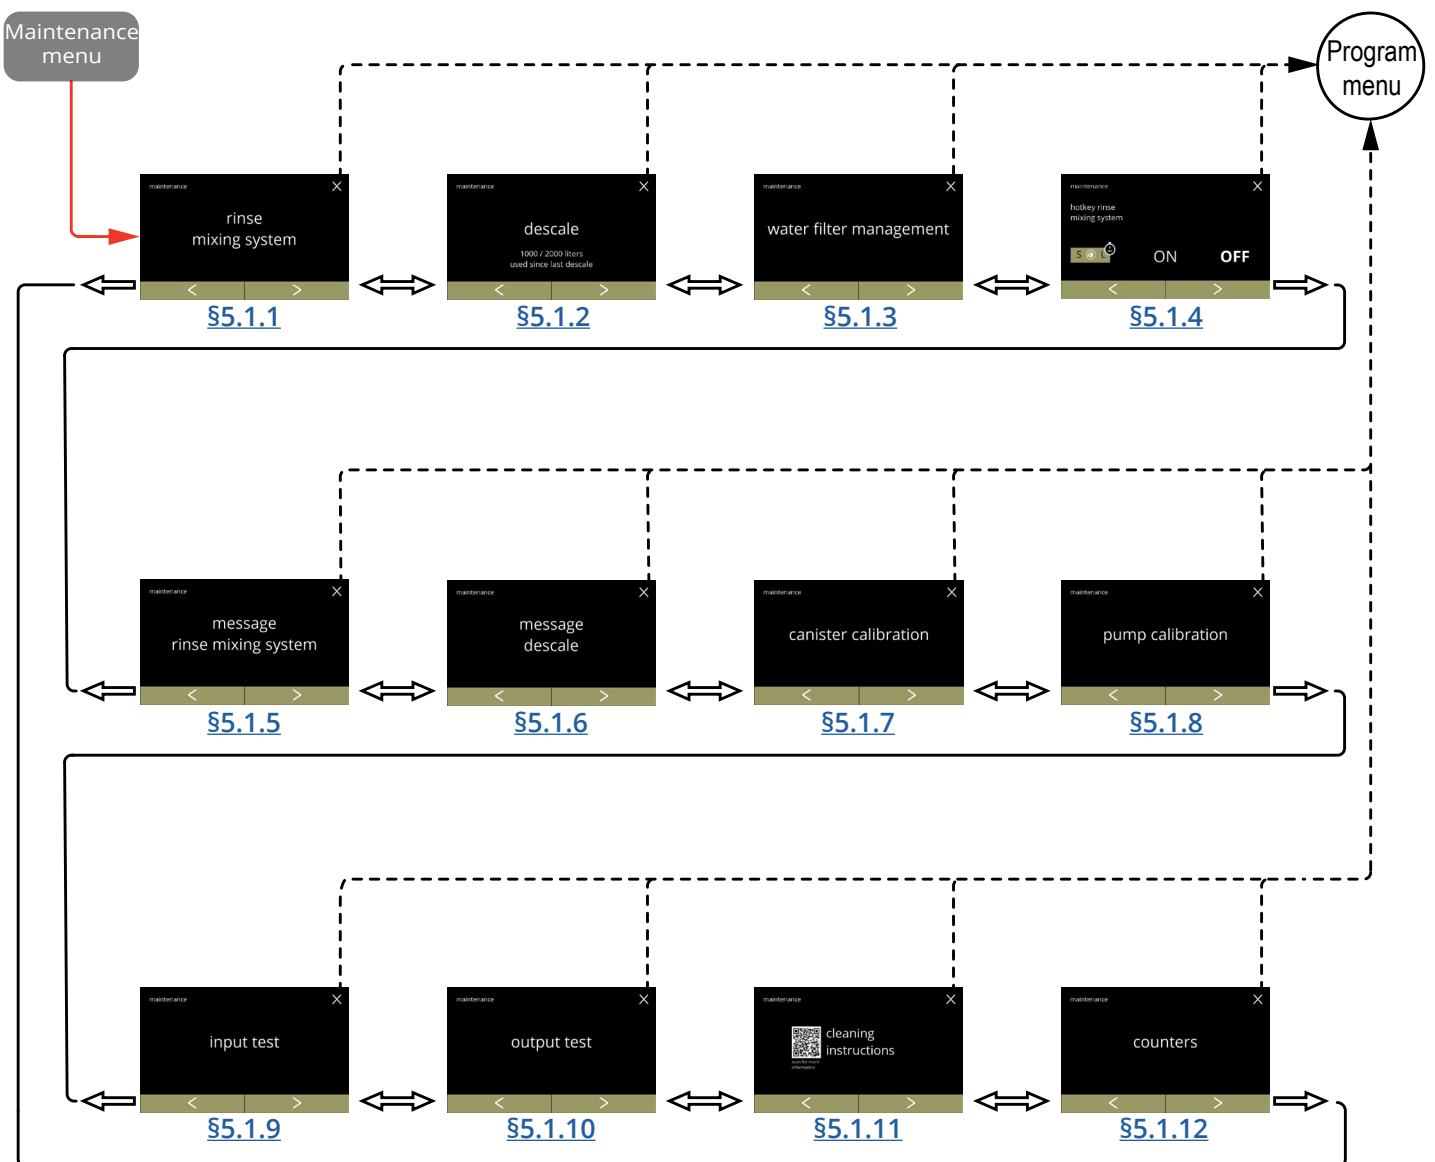 Maintenance
menu
Program
menu
maintenance
X
rinse
mixing system
< >
§5.1.1
maintenance
X
descale
1000 / 2000 liters
used since last descale
< >
§5.1.2
maintenance
X
water filter management
< >
§5.1.3
maintenance
X
hotkey rinse
mixing system
S L
ON OFF
< >
§5.1.4
maintenance
X
message
rinse mixing system
< >
§5.1.5
maintenance
X
message
descale
< >
§5.1.6
maintenance
X
canister calibration
< >
§5.1.7
maintenance
X
pump calibration
< >
§5.1.8
maintenance
X
input test
< >
§5.1.9
maintenance
X
output test
< >
§5.1.10
maintenance
X
cleaning
instructions
scan for more
information
< >
§5.1.11
maintenance
X
counters
< >
§5.1.12